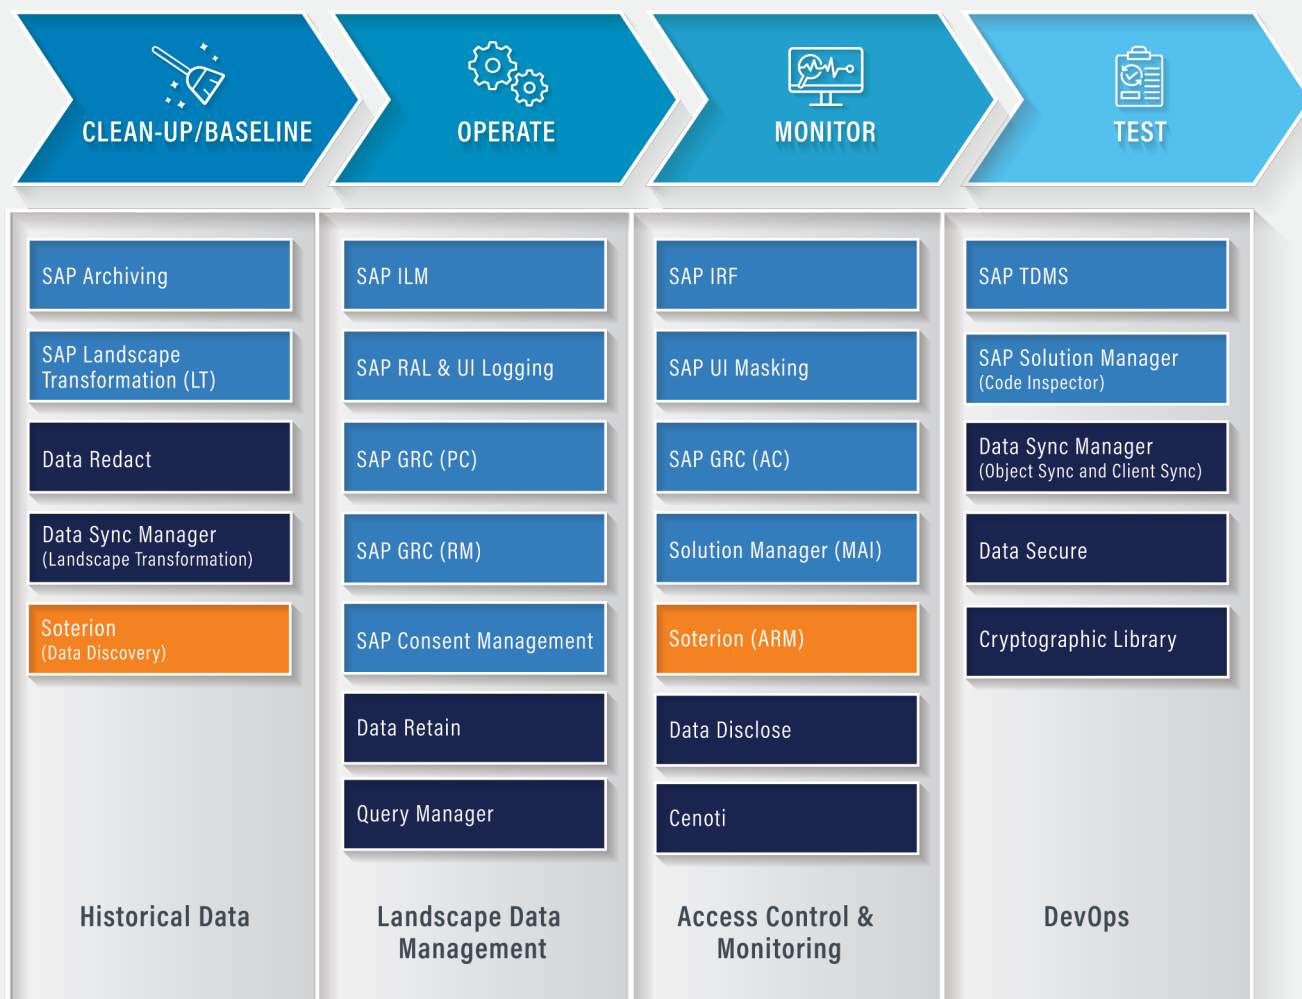 CLEAN-UP/BASELINE
OPERATE
MONITOR
TEST
SAP Archiving
SAP Landscape
Transformation (LT)
Data Redact
Data Sync Manager
(Landscape Transformation)
Soterion
(Data Discovery)
Historical Data
SAP ILM
SAP RAL & UI Logging
SAP GRC (PC)
SAP GRC (RM)
SAP Consent Management
Data Retain
Query Manager
Landscape Data
Management
SAP IRF
SAP UI Masking
SAP GRC (AC)
Solution Manager (MAI)
Soterion (ARM)
Data Disclose
Cenoti
Access Control &
Monitoring
SAP TDMS
SAP Solution Manager
(Code Inspector)
Data Sync Manager
(Object Sync and Client Sync)
Data Secure
Cryptographic Library
DevOps